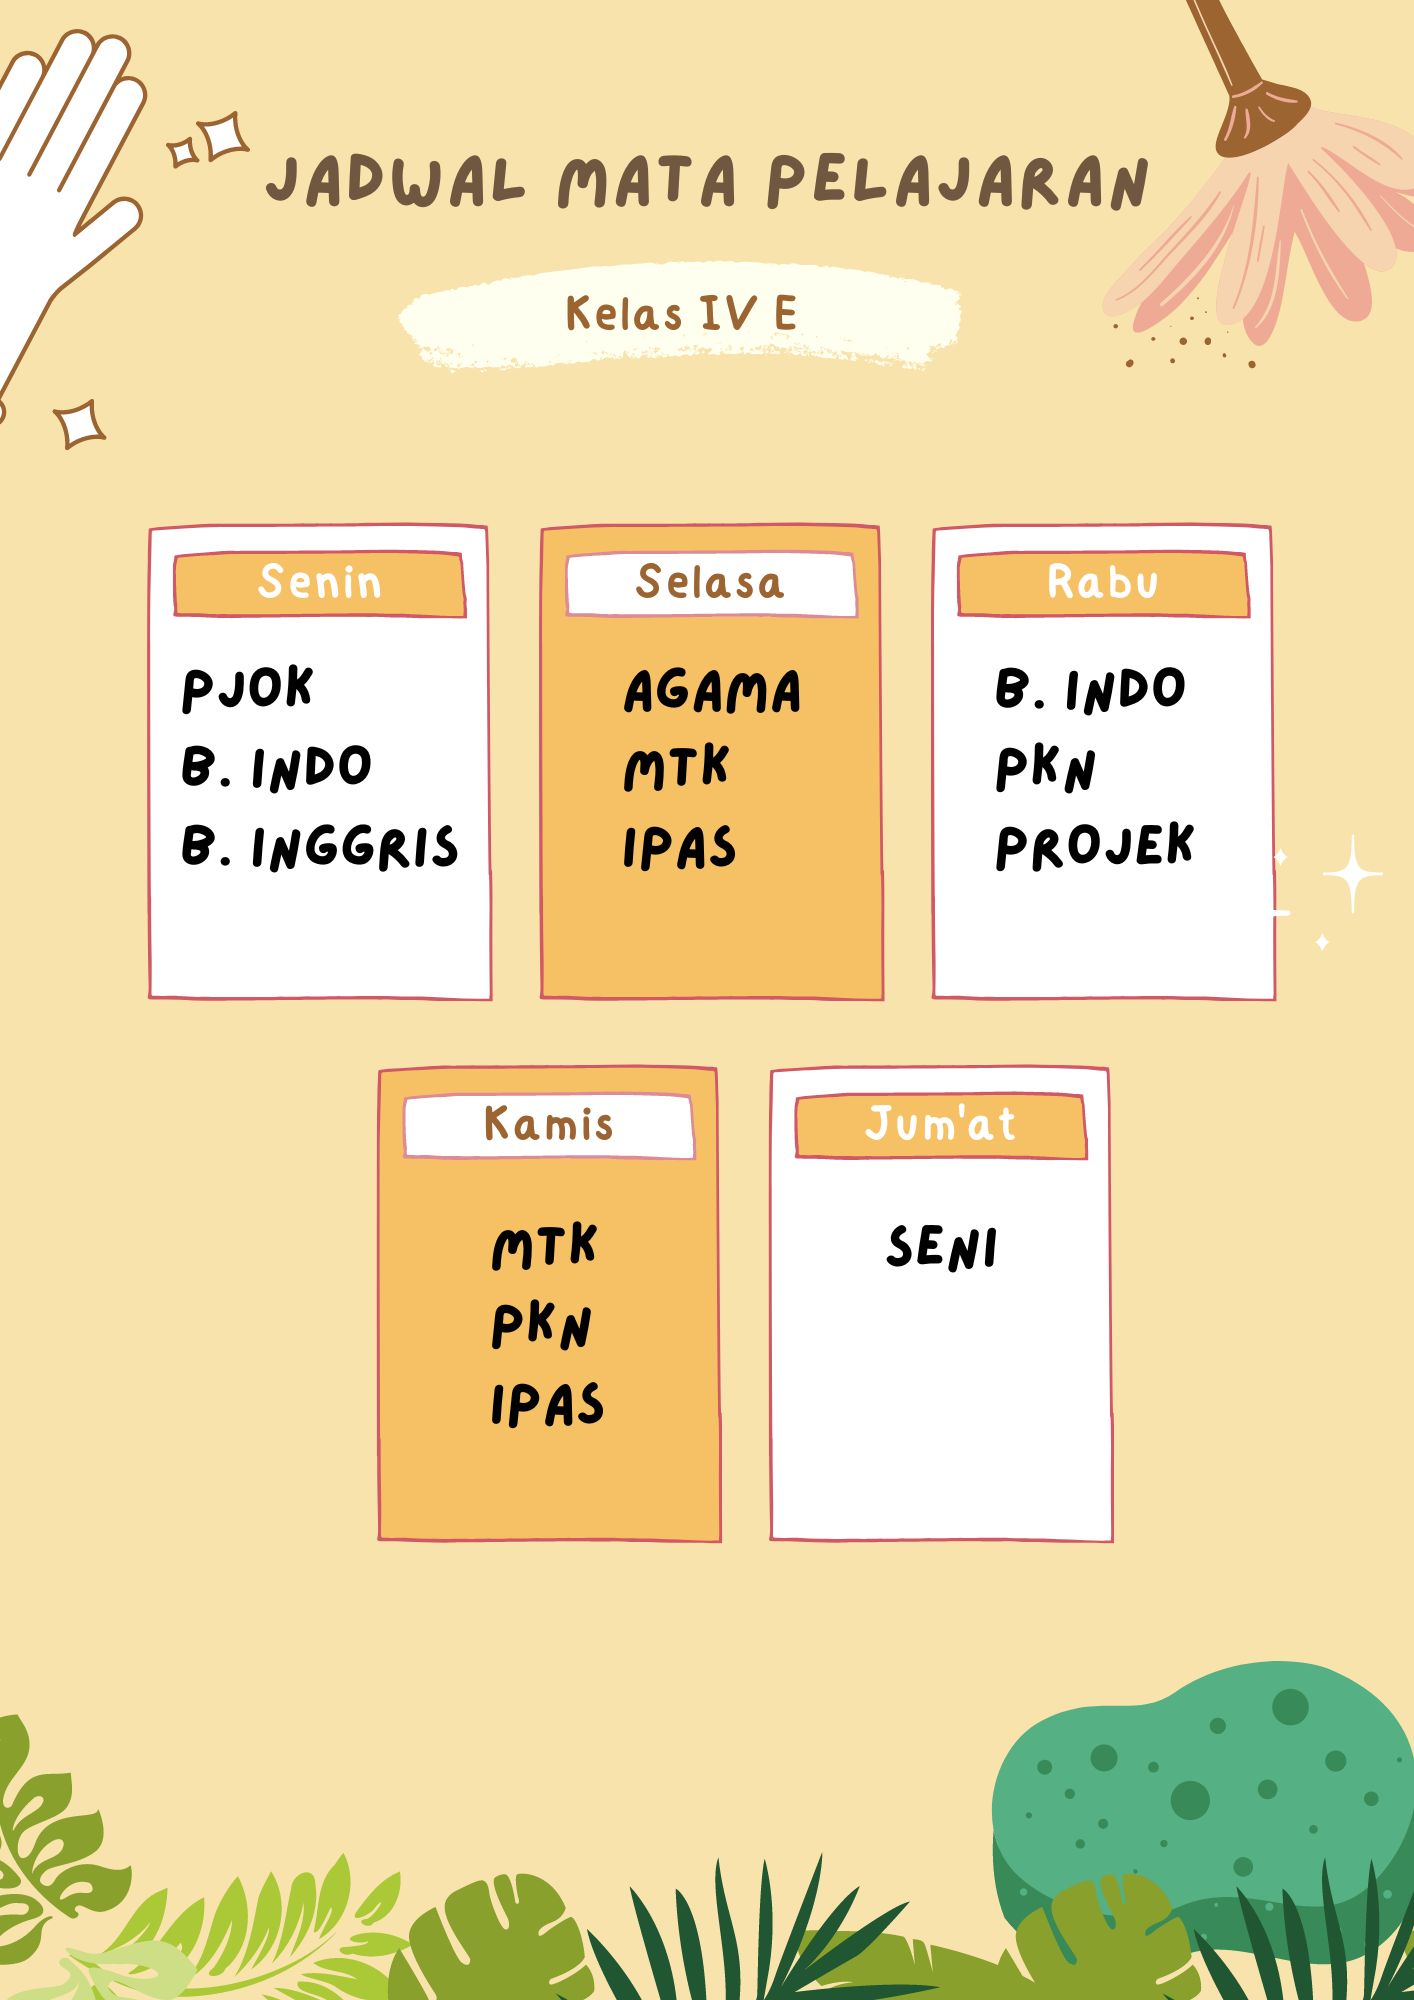 JADWAL MATA PELAJARAN
Kelas IV E
Senin
PJOK
B. INDO
B. INGGRIS
Selasa
AGAMA
MTK
IPAS
Rabu
B. INDO
PKN
PROJEK
Kamis
MTK
PKN
IPAS
Jum'at
SENI